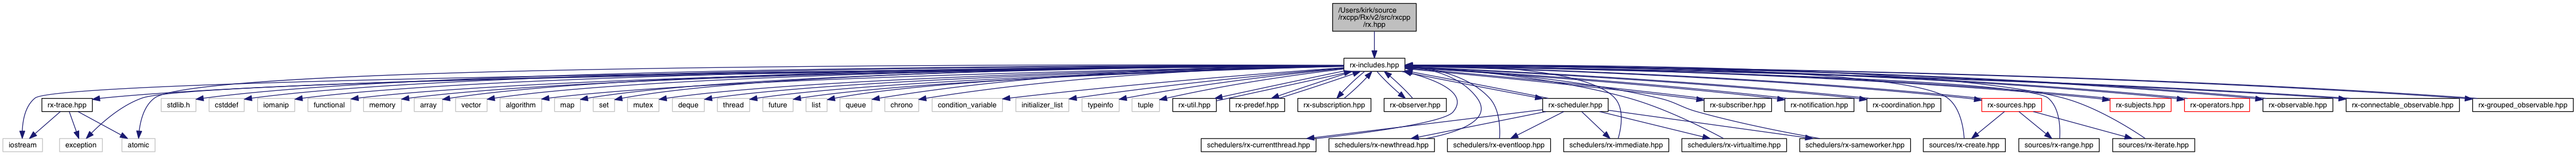 /Users/kirk/source
/rxcpp/Rx/v2/src/rxcpp
/rx.hpp
rx-includes.hpp
rx-trace.hpp
stdlib.h
cstddef
iomanip
functional
memory
array
vector
algorithm
map
set
mutex
deque
thread
future
list
queue
chrono
condition_variable
initializer_list
typeinfo
tuple
rx-util.hpp
rx-predef.hpp
rx-subscription.hpp
rx-observer.hpp
rx-scheduler.hpp
rx-subscriber.hpp
rx-notification.hpp
rx-coordination.hpp
rx-sources.hpp
rx-subjects.hpp
rx-operators.hpp
rx-observable.hpp
rx-connectable_observable.hpp
rx-grouped_observable.hpp
iostream
exception
atomic
schedulers/rx-currentthread.hpp
schedulers/rx-newthread.hpp
schedulers/rx-eventloop.hpp
schedulers/rx-immediate.hpp
schedulers/rx-virtualtime.hpp
schedulers/rx-sameworker.hpp
sources/rx-create.hpp
sources/rx-range.hpp
sources/rx-iterate.hpp